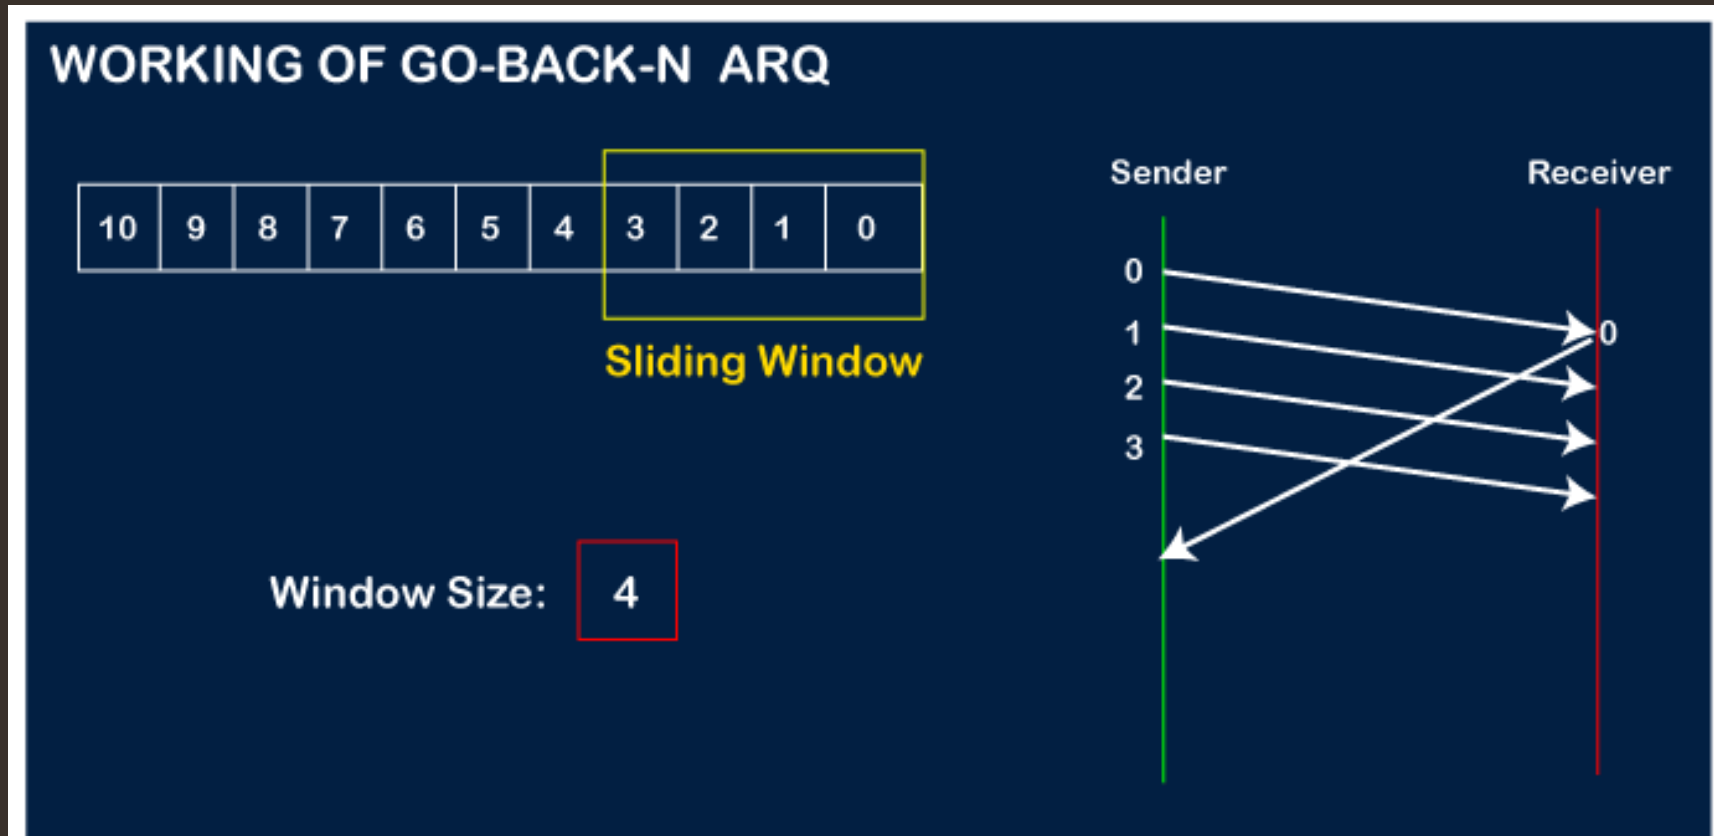 WORKING OF GO-BACK-N ARQ
10 9 8 7 6 5 4 3 2 1 0
Sliding Window
Window Size: 4
Sender Receiver
0
0
1
2
3